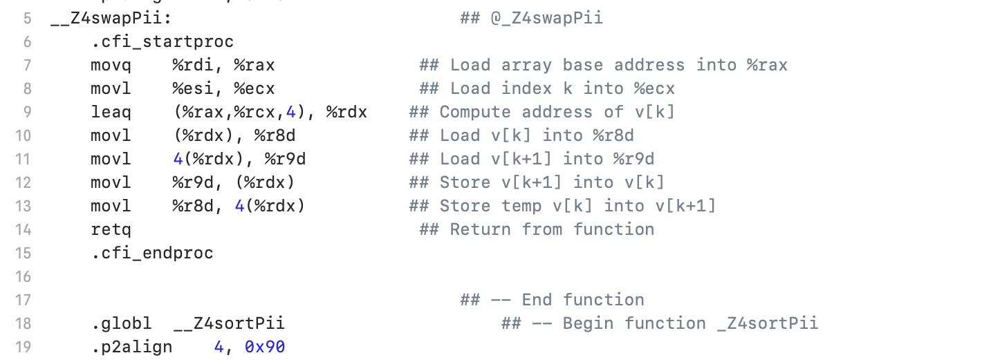 5 __Z4swapPii: ## @_Z4swapPii
6 .cfi_startproc
7 movq %rdi, %rax ## Load array base address into %rax
8 movl %esi, %ecx ## Load index k into %ecx
9 leaq (%rax,%rcx,4), %rdx ## Compute address of v[k]
10 movl (%rdx), %r8d ## Load v[k] into %r8d
11 movl 4(%rdx), %r9d ## Load v[k+1] into %r9d
12 movl %r9d, (%rdx) ## Store v[k+1] into v[k]
13 movl %r8d, 4(%rdx) ## Store temp v[k] into v[k+1]
14 retq ## Return from function
15 .cfi_endproc
16
17 ## -- End function
18 .globl __Z4sortPii ## -- Begin function _Z4sortPii
19 .p2align 4, 0x90